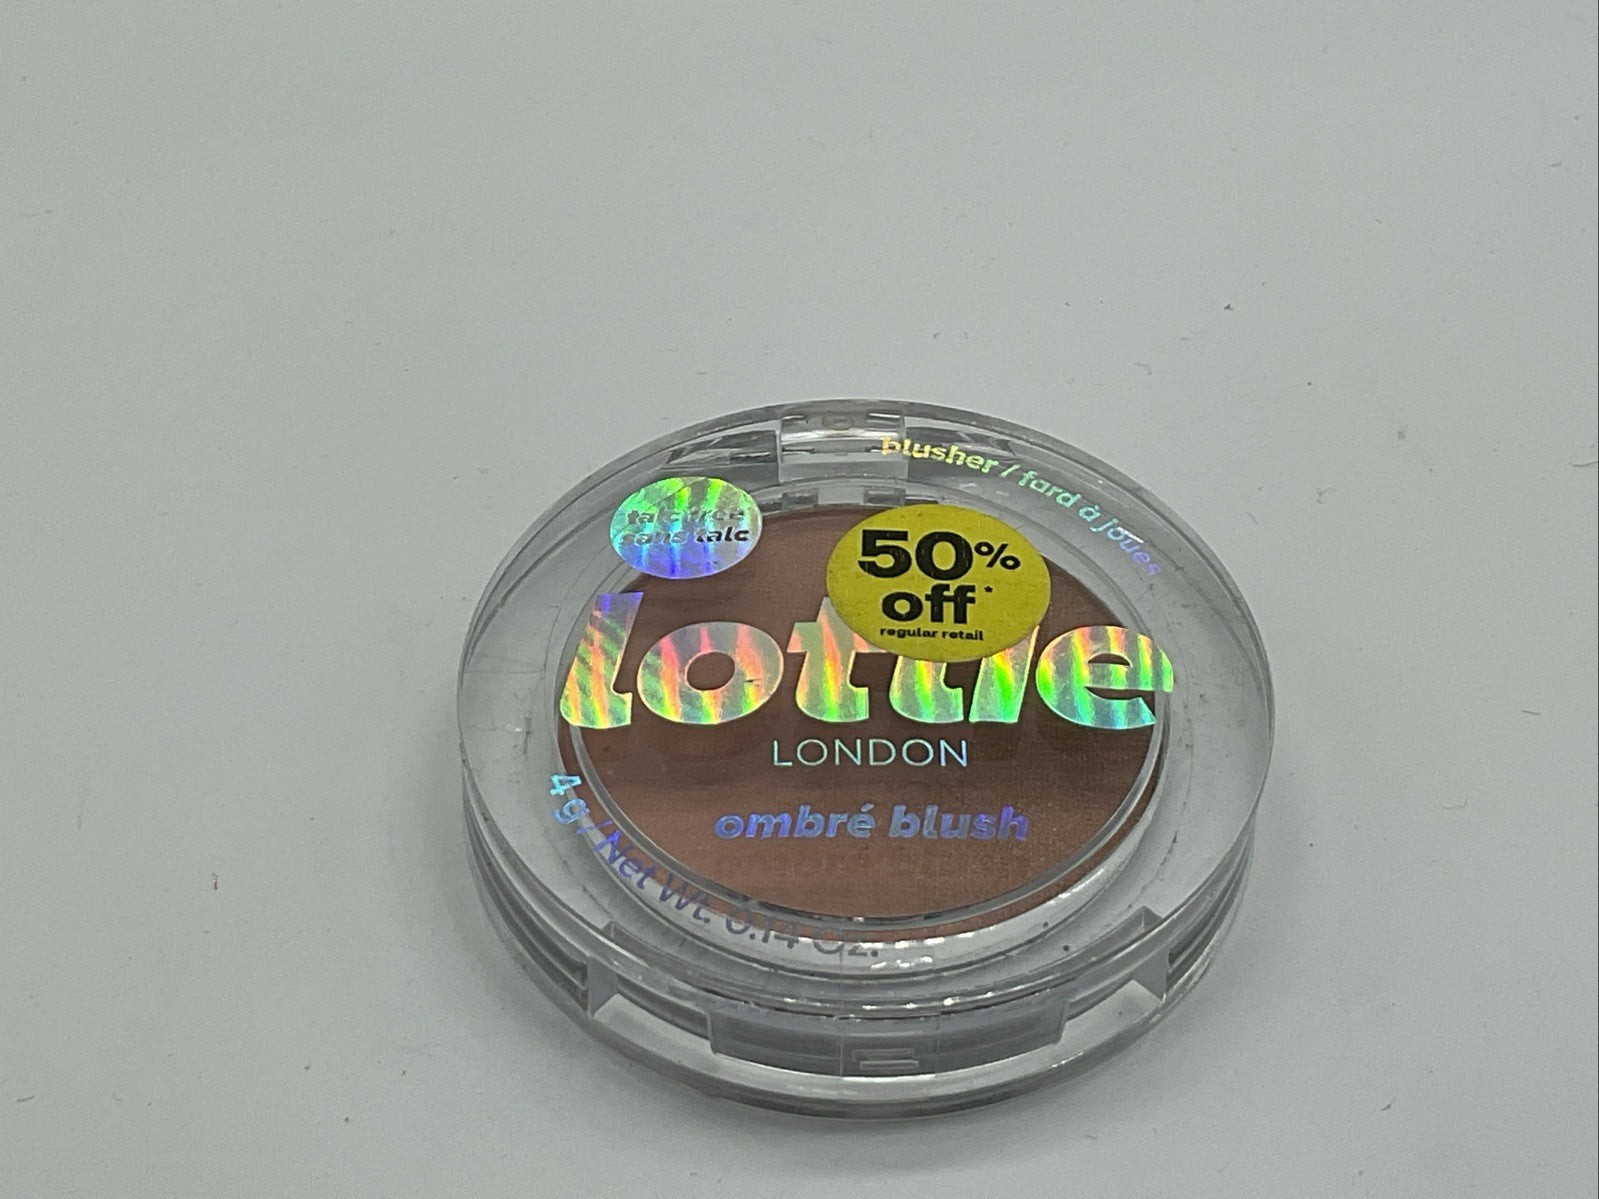 blusher / fard à joues
talc free
sans talc
50% off*
regular retail
lottie
LONDON
ombré blush
4 g / Net Wt. 0.14 Oz.